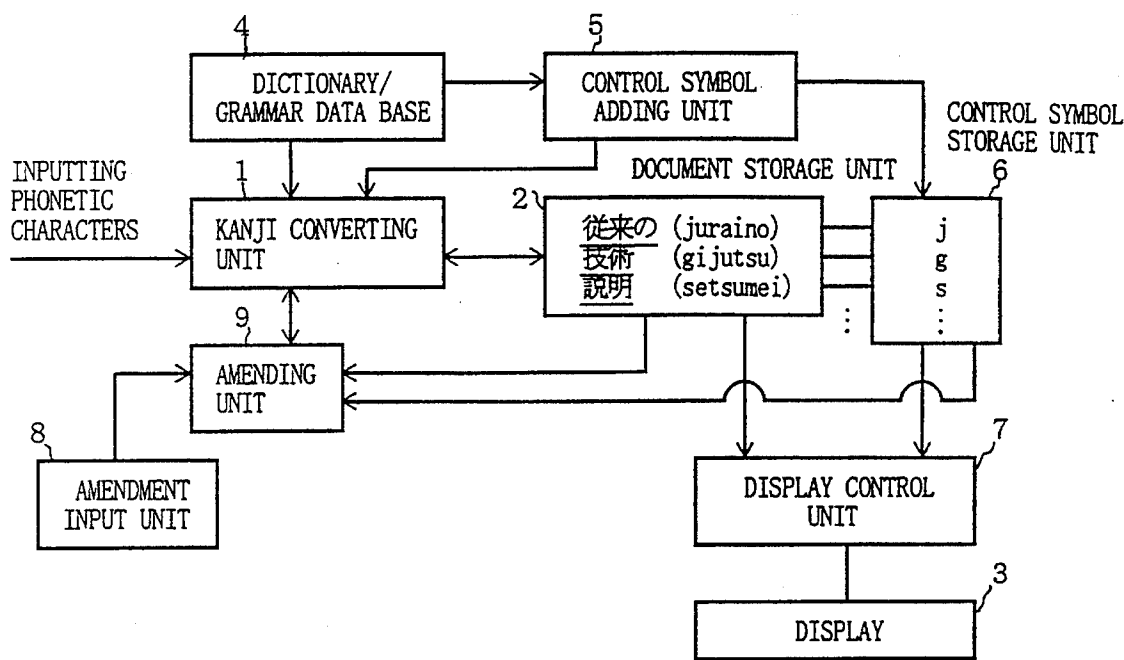 4
DICTIONARY/
GRAMMAR DATA BASE
5
CONTROL SYMBOL
ADDING UNIT
CONTROL SYMBOL
STORAGE UNIT
6
INPUTTING
PHONETIC
CHARACTERS
1
KANJI CONVERTING
UNIT
DOCUMENT STORAGE UNIT
2
従来の (juraino)
技術 (gijutsu)
説明 (setsumei)
j
g
s
9
AMENDING
UNIT
8
AMENDMENT
INPUT UNIT
7
DISPLAY CONTROL
UNIT
3
DISPLAY